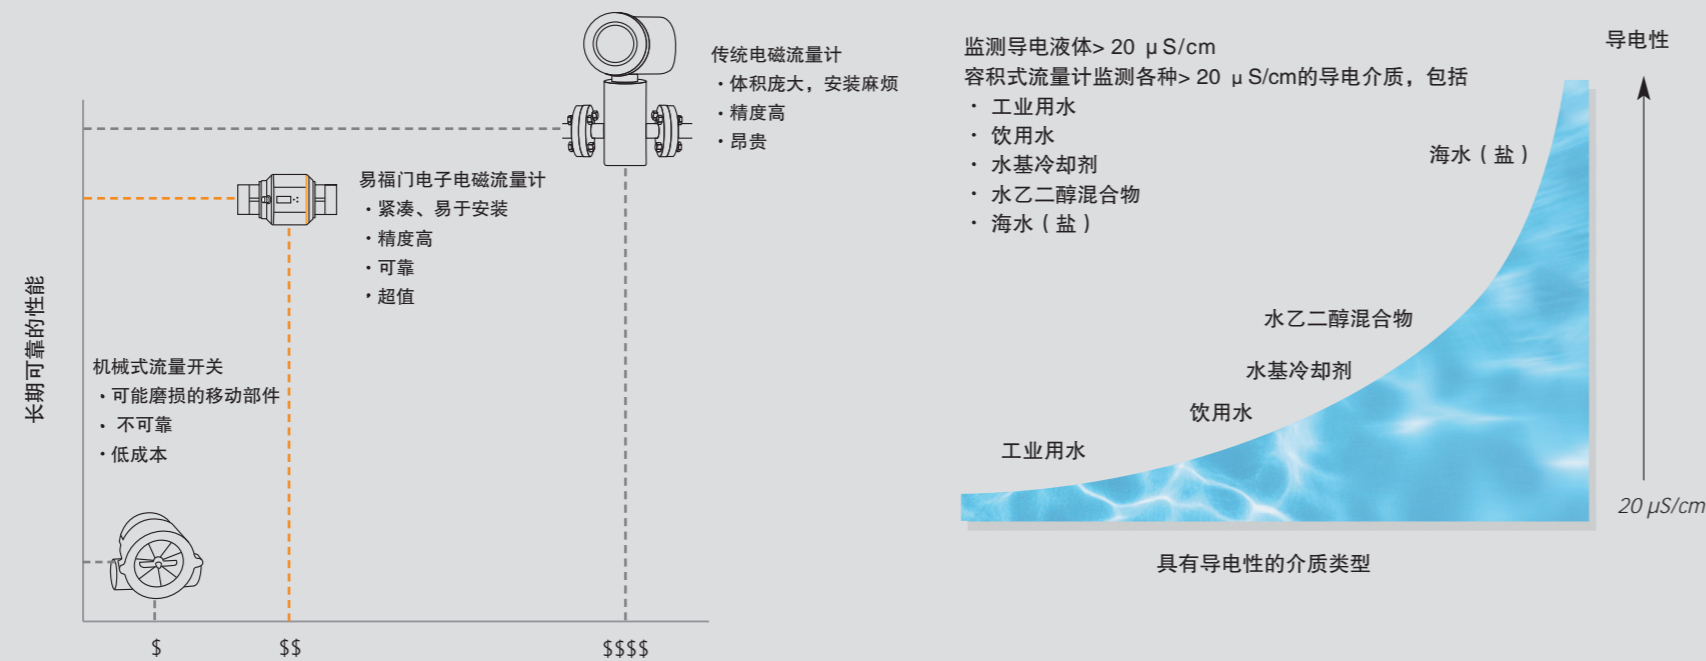 传统电磁流量计
・体积庞大，安装麻烦
・精度高
・昂贵
易福门电子电磁流量计
・紧凑、易于安装
・精度高
・可靠
・超值
机械式流量开关
・可能磨损的移动部件
・不可靠
・低成本
长期可靠的性能
$
$$
$$$$
监测导电液体> 20 μS/cm
容积式流量计监测各种> 20 μS/cm的导电介质，包括
・ 工业用水
・ 饮用水
・ 水基冷却剂
・ 水乙二醇混合物
・ 海水（盐）
导电性
海水（盐）
水乙二醇混合物
水基冷却剂
饮用水
工业用水
20 µS/cm
具有导电性的介质类型